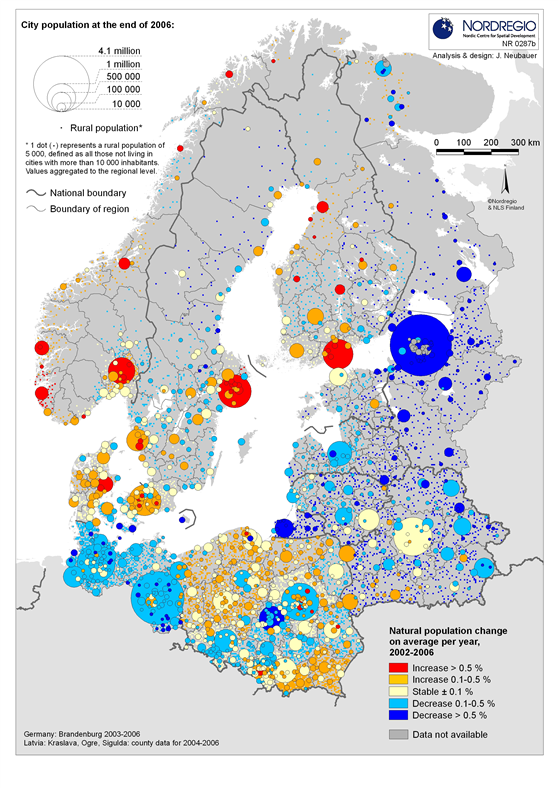 City population at the end of 2006:
4.1 million
1 million
500 000
100 000
10 000
Rural population*
* 1 dot ( • ) represents a rural population of
5 000, defined as all those not living in
cities with more than 10 000 inhabitants.
Values aggregated to the regional level.
National boundary
Boundary of region
NORDREGIO
Nordic Centre for Spatial Development
NR 0287b
Analysis & design: J. Neubauer
0 100 200 300 km
©Nordregio
& NLS Finland
Natural population change
on average per year,
2002-2006
Increase > 0.5 %
Increase 0.1-0.5 %
Stable ± 0.1 %
Decrease 0.1-0.5 %
Decrease > 0.5 %
Data not available
Germany: Brandenburg 2003-2006
Latvia: Kraslava, Ogre, Sigulda: county data for 2004-2006